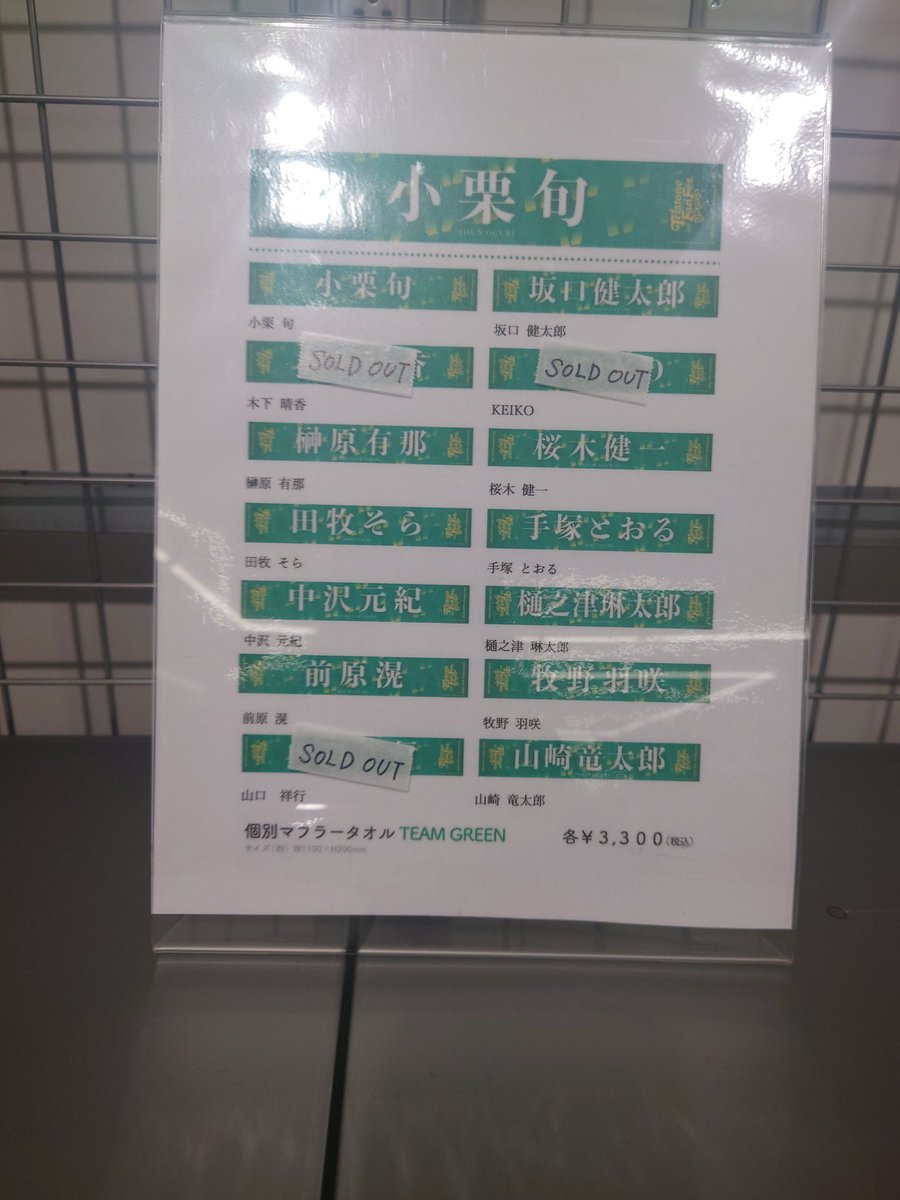 小栗旬
SHUN OGURI
小栗旬
坂口健太郎
小栗 旬
坂口 健太郎
SOLD OUT
SOLD OUT
木下 晴香
KEIKO
榊原有那
桜木健一
榊原 有那
桜木 健一
田牧そら
手塚とおる
田牧 そら
手塚 とおる
中沢元紀
樋之津琳太郎
中沢 元紀
樋之津 琳太郎
前原滉
牧野羽咲
前原 滉
牧野 羽咲
SOLD OUT
山崎竜太郎
山口 祥行
山崎 竜太郎
個別マフラータオル TEAM GREEN
各¥3,300(税込)
サイズ(約) W1100×H200mm